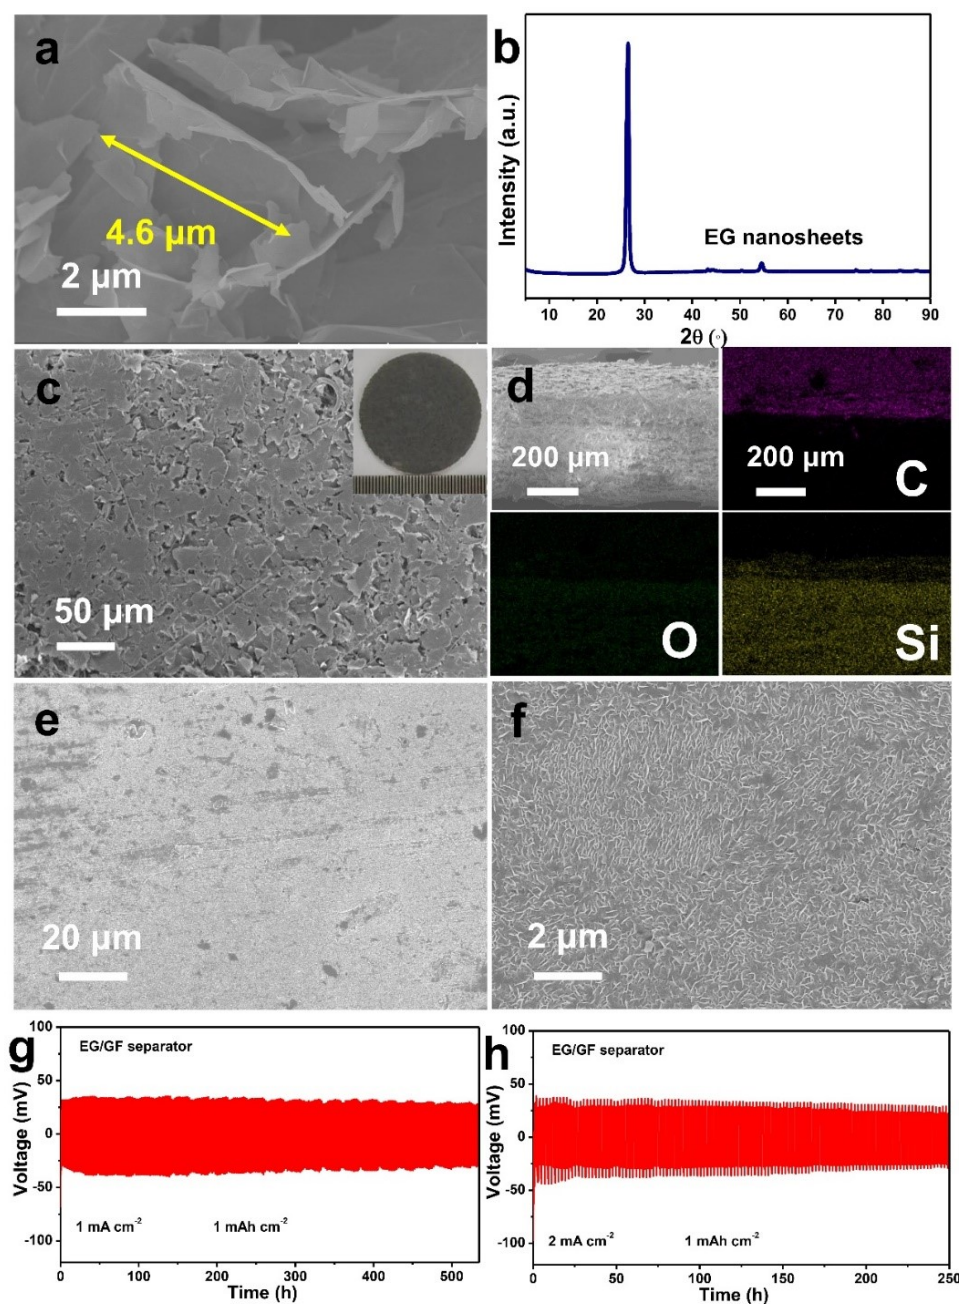 a
4.6 µm
2 µm
b
Intensity (a.u.)
EG nanosheets
5 10 20 30 40 50 60 70 80 90
2θ (°)
c
50 µm
d
200 µm
200 µm
C
O
Si
e
20 µm
f
2 µm
g
EG/GF separator
Voltage (mV)
100
50
0
-50
-100
1 mA cm⁻² 1 mAh cm⁻²
0 100 200 300 400 500
Time (h)
h
EG/GF separator
Voltage (mV)
100
50
0
-50
-100
2 mA cm⁻² 1 mAh cm⁻²
0 50 100 150 200 250
Time (h)